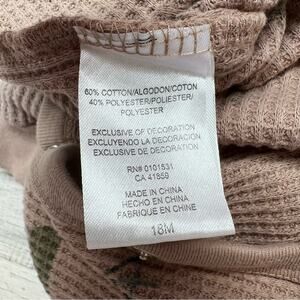 60% COTTON/ALGODON/COTON
40% POLYESTER/POLIESTER/
POLYESTER
EXCLUSIVE OF DECORATION
EXCLUYENDO LA DECORACION
EXCLUSIVE DE DECORATION
RN# 0101531
CA 41859
MADE IN CHINA
HECHO EN CHINA
FABRIQUE EN CHINE
18M